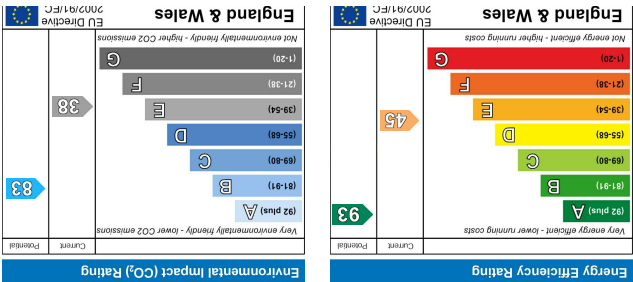 Energy Efficiency Rating
Current
Potential
Very energy efficient - lower running costs
(92 plus) A
(81-91) B
(69-80) C
(55-68) D
(39-54) E
(21-38) F
(1-20) G
93
45
Not energy efficient - higher running costs
England & Wales
EU Directive
2002/91/EC
Environmental Impact (CO₂) Rating
Current
Potential
Very environmentally friendly - lower CO2 emissions
(92 plus) A
(81-91) B
(69-80) C
(55-68) D
(39-54) E
(21-38) F
(1-20) G
83
38
Not environmentally friendly - higher CO2 emissions
England & Wales
EU Directive
2002/91/EC